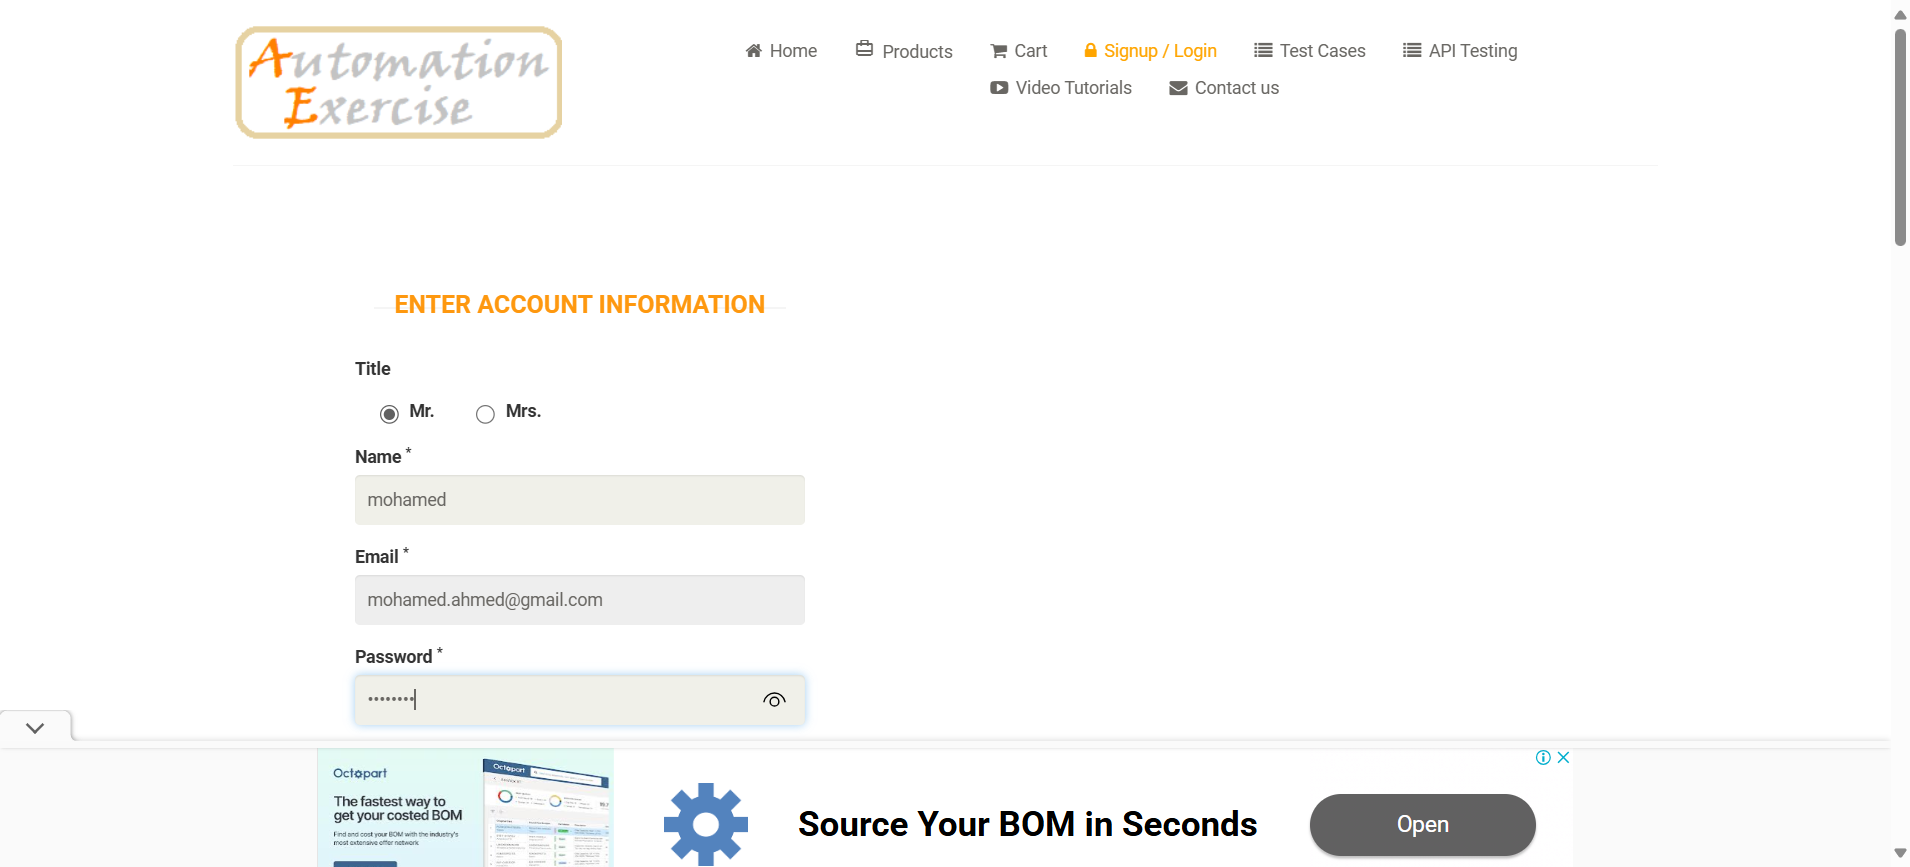 Automation
Exercise
Home
Products
Cart
Signup / Login
Test Cases
API Testing
Video Tutorials
Contact us
ENTER ACCOUNT INFORMATION
Title
Mr.
Mrs.
Name *
mohamed
Email *
mohamed.ahmed@gmail.com
Password *
••••••••
Octopart
The fastest way to
get your costed BOM
Find and cost your BOM with the industry's
most extensive offer network
Octopart
Source Your BOM in Seconds
Open